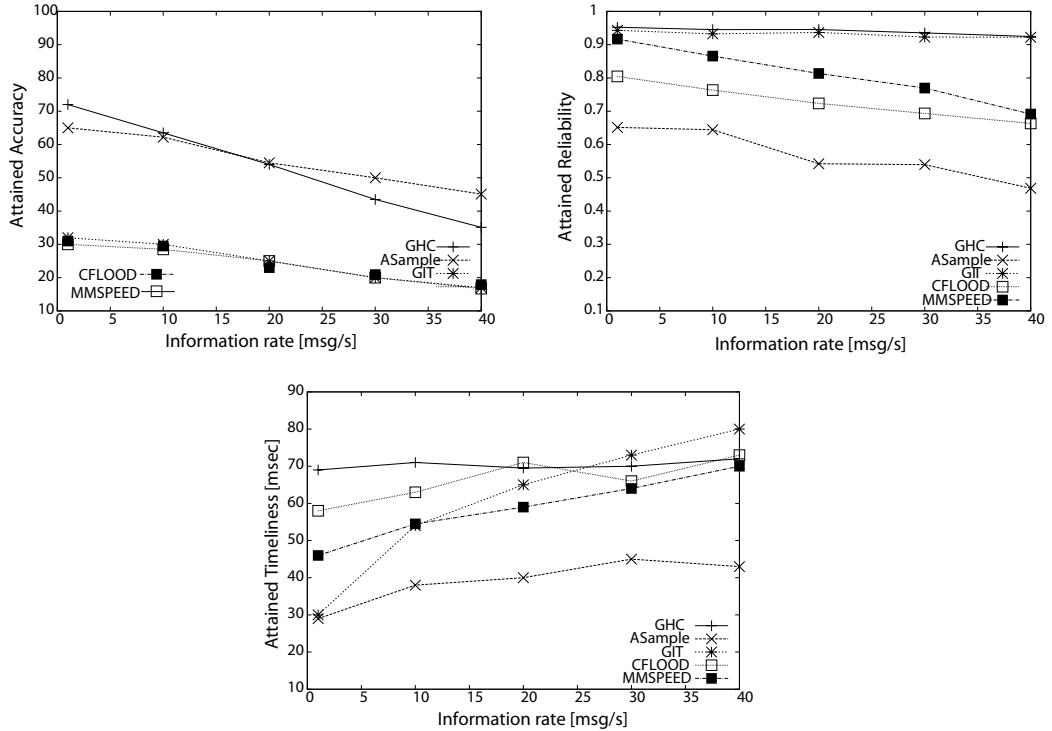 100
90
80
70
60
50
40
30
20
10
Attained Accuracy
GHC
ASample
GIT
CFLOOD
MMSPEED
0 5 10 15 20 25 30 35 40
Information rate [msg/s]
1
0.9
0.8
0.7
0.6
0.5
0.4
0.3
0.2
0.1
Attained Reliability
GHC
ASample
GIT
CFLOOD
MMSPEED
0 5 10 15 20 25 30 35 40
Information rate [msg/s]
90
80
70
60
50
40
30
20
10
Attained Timeliness [msec]
GHC
ASample
GIT
CFLOOD
MMSPEED
0 5 10 15 20 25 30 35 40
Information rate [msg/s]